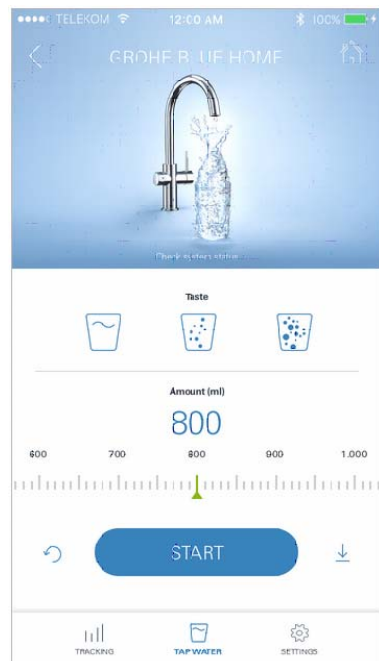 TELEKOM 12:00 AM 100%
GROHE BLUE HOME
Check system status
Taste
Amount (ml)
800
600 700 800 900 1.000
START
TRACKING TAP WATER SETTINGS